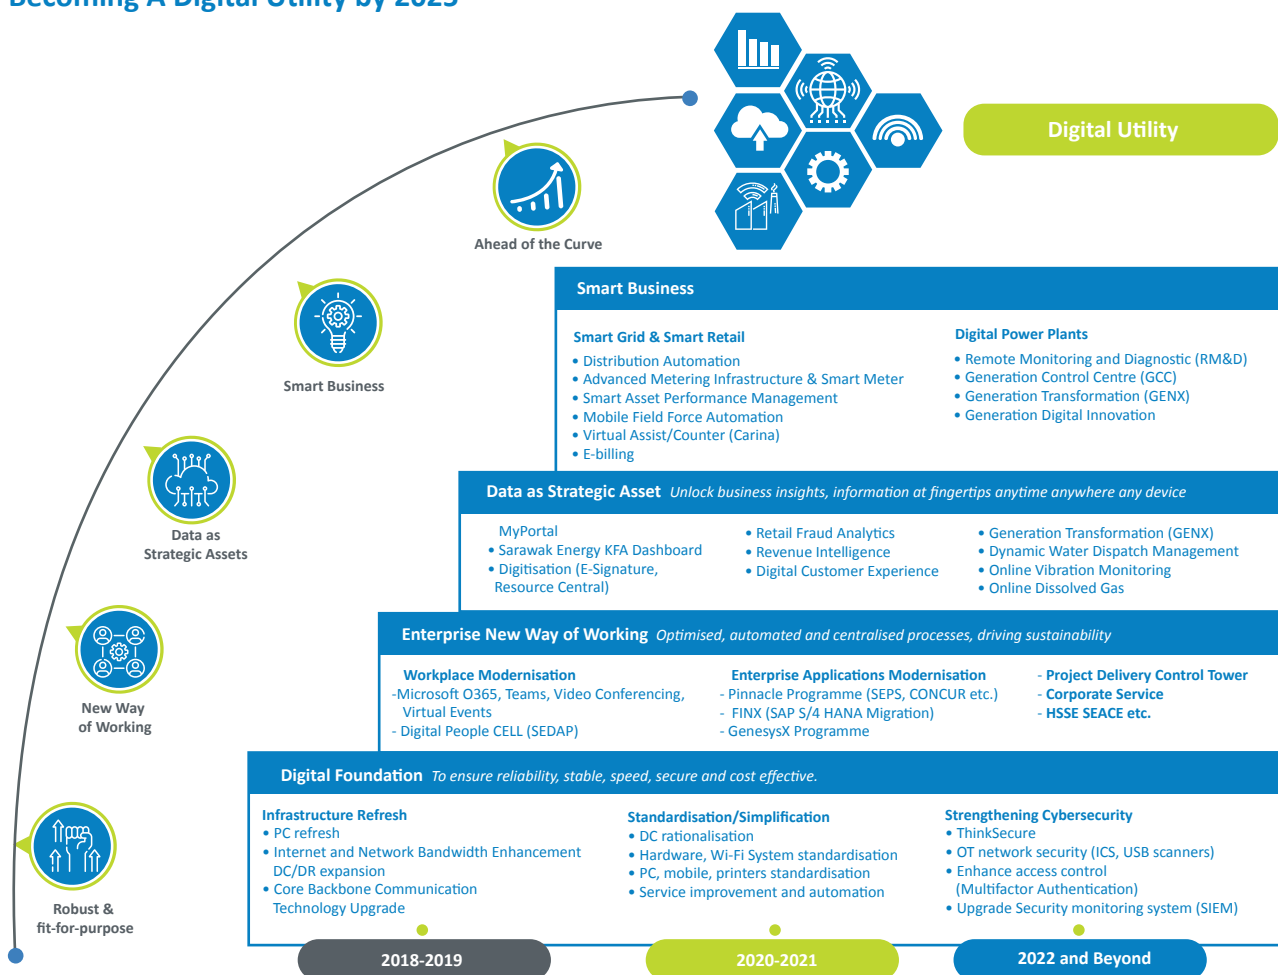 Becoming A Digital Utility by 2025
Digital Utility
Ahead of the Curve
Smart Business
Data as
Strategic Assets
New Way
of Working
Robust &
fit-for-purpose
Smart Business
Smart Grid & Smart Retail
• Distribution Automation
• Advanced Metering Infrastructure & Smart Meter
• Smart Asset Performance Management
• Mobile Field Force Automation
• Virtual Assist/Counter (Carina)
• E-billing
Digital Power Plants
• Remote Monitoring and Diagnostic (RM&D)
• Generation Control Centre (GCC)
• Generation Transformation (GENX)
• Generation Digital Innovation
Data as Strategic Asset Unlock business insights, information at fingertips anytime anywhere any device
MyPortal
• Sarawak Energy KFA Dashboard
• Digitisation (E-Signature,
Resource Central)
• Retail Fraud Analytics
• Revenue Intelligence
• Digital Customer Experience
• Generation Transformation (GENX)
• Dynamic Water Dispatch Management
• Online Vibration Monitoring
• Online Dissolved Gas
Enterprise New Way of Working Optimised, automated and centralised processes, driving sustainability
Workplace Modernisation
-Microsoft O365, Teams, Video Conferencing,
Virtual Events
- Digital People CELL (SEDAP)
Enterprise Applications Modernisation
- Pinnacle Programme (SEPS, CONCUR etc.)
- FINX (SAP S/4 HANA Migration)
- GenesysX Programme
- Project Delivery Control Tower
- Corporate Service
- HSSE SEACE etc.
Digital Foundation To ensure reliability, stable, speed, secure and cost effective.
Infrastructure Refresh
• PC refresh
• Internet and Network Bandwidth Enhancement
DC/DR expansion
• Core Backbone Communication
Technology Upgrade
Standardisation/Simplification
• DC rationalisation
• Hardware, Wi-Fi System standardisation
• PC, mobile, printers standardisation
• Service improvement and automation
Strengthening Cybersecurity
• ThinkSecure
• OT network security (ICS, USB scanners)
• Enhance access control
(Multifactor Authentication)
• Upgrade Security monitoring system (SIEM)
2018-2019
2020-2021
2022 and Beyond